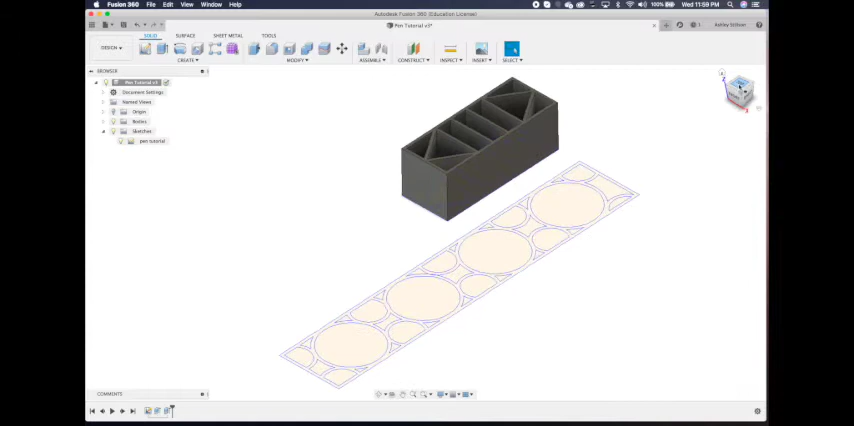 Fusion 360 File Edit View Window Help 100% Wed 11:59 PM
Autodesk Fusion 360 (Education License)
Pen Tutorial v3*
SOLID SURFACE SHEET METAL TOOLS
DESIGN
CREATE MODIFY ASSEMBLE CONSTRUCT INSPECT INSERT SELECT
BROWSER
Pen Tutorial v3
Document Settings
Named Views
Origin
Bodies
Sketches
pen tutorial
Z
X
COMMENTS